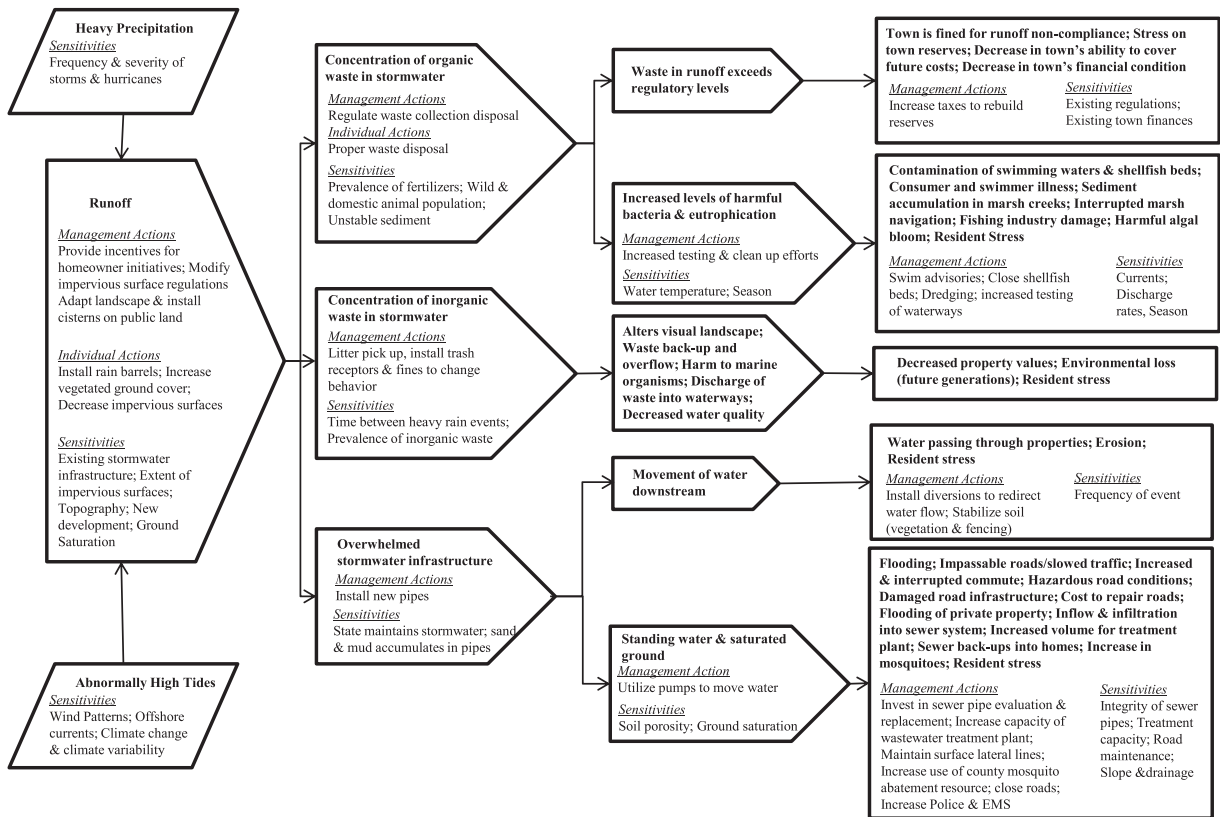 Heavy Precipitation
Sensitivities
Frequency & severity of
storms & hurricanes
Runoff
Management Actions
Provide incentives for
homeowner initiatives; Modify
impervious surface regulations
Adapt landscape & install
cisterns on public land
Individual Actions
Install rain barrels; Increase
vegetated ground cover;
Decrease impervious surfaces
Sensitivities
Existing stormwater
infrastructure; Extent of
impervious surfaces;
Topography; New
development; Ground
Saturation
Abnormally High Tides
Sensitivities
Wind Patterns; Offshore
currents; Climate change
& climate variability
Concentration of organic
waste in stormwater
Management Actions
Regulate waste collection disposal
Individual Actions
Proper waste disposal
Sensitivities
Prevalence of fertilizers; Wild &
domestic animal population;
Unstable sediment
Concentration of inorganic
waste in stormwater
Management Actions
Litter pick up, install trash
receptors & fines to change
behavior
Sensitivities
Time between heavy rain events;
Prevalence of inorganic waste
Overwhelmed
stormwater infrastructure
Management Actions
Install new pipes
Sensitivities
State maintains stormwater; sand
& mud accumulates in pipes
Waste in runoff exceeds
regulatory levels
Increased levels of harmful
bacteria & eutrophication
Management Actions
Increased testing & clean up efforts
Sensitivities
Water temperature; Season
Alters visual landscape;
Waste back-up and
overflow; Harm to marine
organisms; Discharge of
waste into waterways;
Decreased water quality
Movement of water
downstream
Standing water & saturated
ground
Management Action
Utilize pumps to move water
Sensitivities
Soil porosity; Ground saturation
Town is fined for runoff non-compliance; Stress on
town reserves; Decrease in town's ability to cover
future costs; Decrease in town's financial condition
Management Actions
Increase taxes to rebuild
reserves
Sensitivities
Existing regulations;
Existing town finances
Contamination of swimming waters & shellfish beds;
Consumer and swimmer illness; Sediment
accumulation in marsh creeks; Interrupted marsh
navigation; Fishing industry damage; Harmful algal
bloom; Resident Stress
Management Actions
Swim advisories; Close shellfish
beds; Dredging; increased testing
of waterways
Sensitivities
Currents;
Discharge
rates, Season
Decreased property values; Environmental loss
(future generations); Resident stress
Water passing through properties; Erosion;
Resident stress
Management Actions
Install diversions to redirect
water flow; Stabilize soil
(vegetation & fencing)
Sensitivities
Frequency of event
Flooding; Impassable roads/slowed traffic; Increased
& interrupted commute; Hazardous road conditions;
Damaged road infrastructure; Cost to repair roads;
Flooding of private property; Inflow & infiltration
into sewer system; Increased volume for treatment
plant; Sewer back-ups into homes; Increase in
mosquitoes; Resident stress
Management Actions
Invest in sewer pipe evaluation &
replacement; Increase capacity of
wastewater treatment plant;
Maintain surface lateral lines;
Increase use of county mosquito
abatement resource; close roads;
Increase Police & EMS
Sensitivities
Integrity of sewer
pipes; Treatment
capacity; Road
maintenance;
Slope &drainage